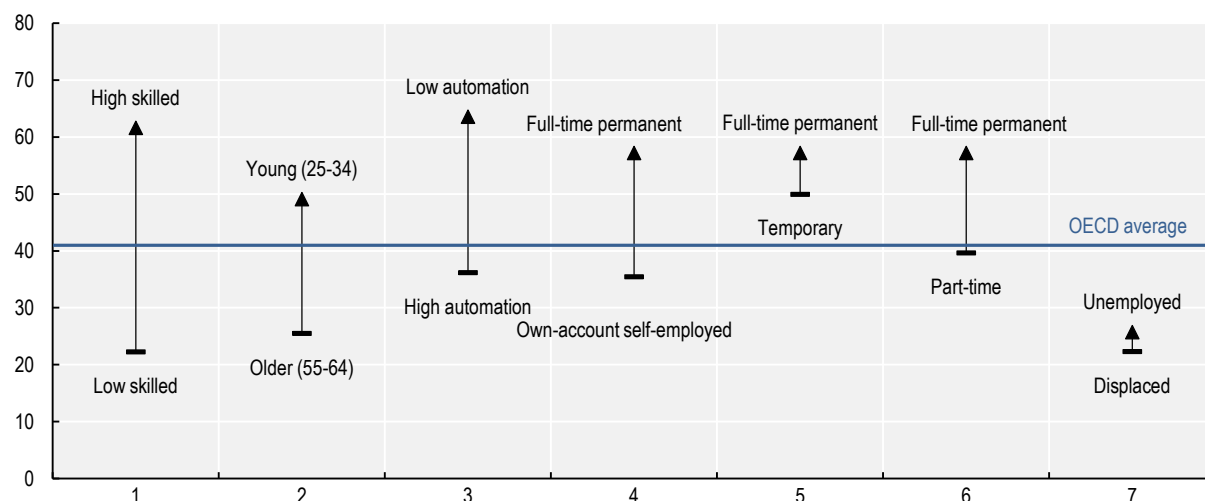 80
70
60
50
40
30
20
10
0
High skilled
Low skilled
Young (25-34)
Older (55-64)
Low automation
High automation
Full-time permanent
Own-account self-employed
Full-time permanent
Temporary
Full-time permanent
Part-time
OECD average
Unemployed
Displaced
1 2 3 4 5 6 7